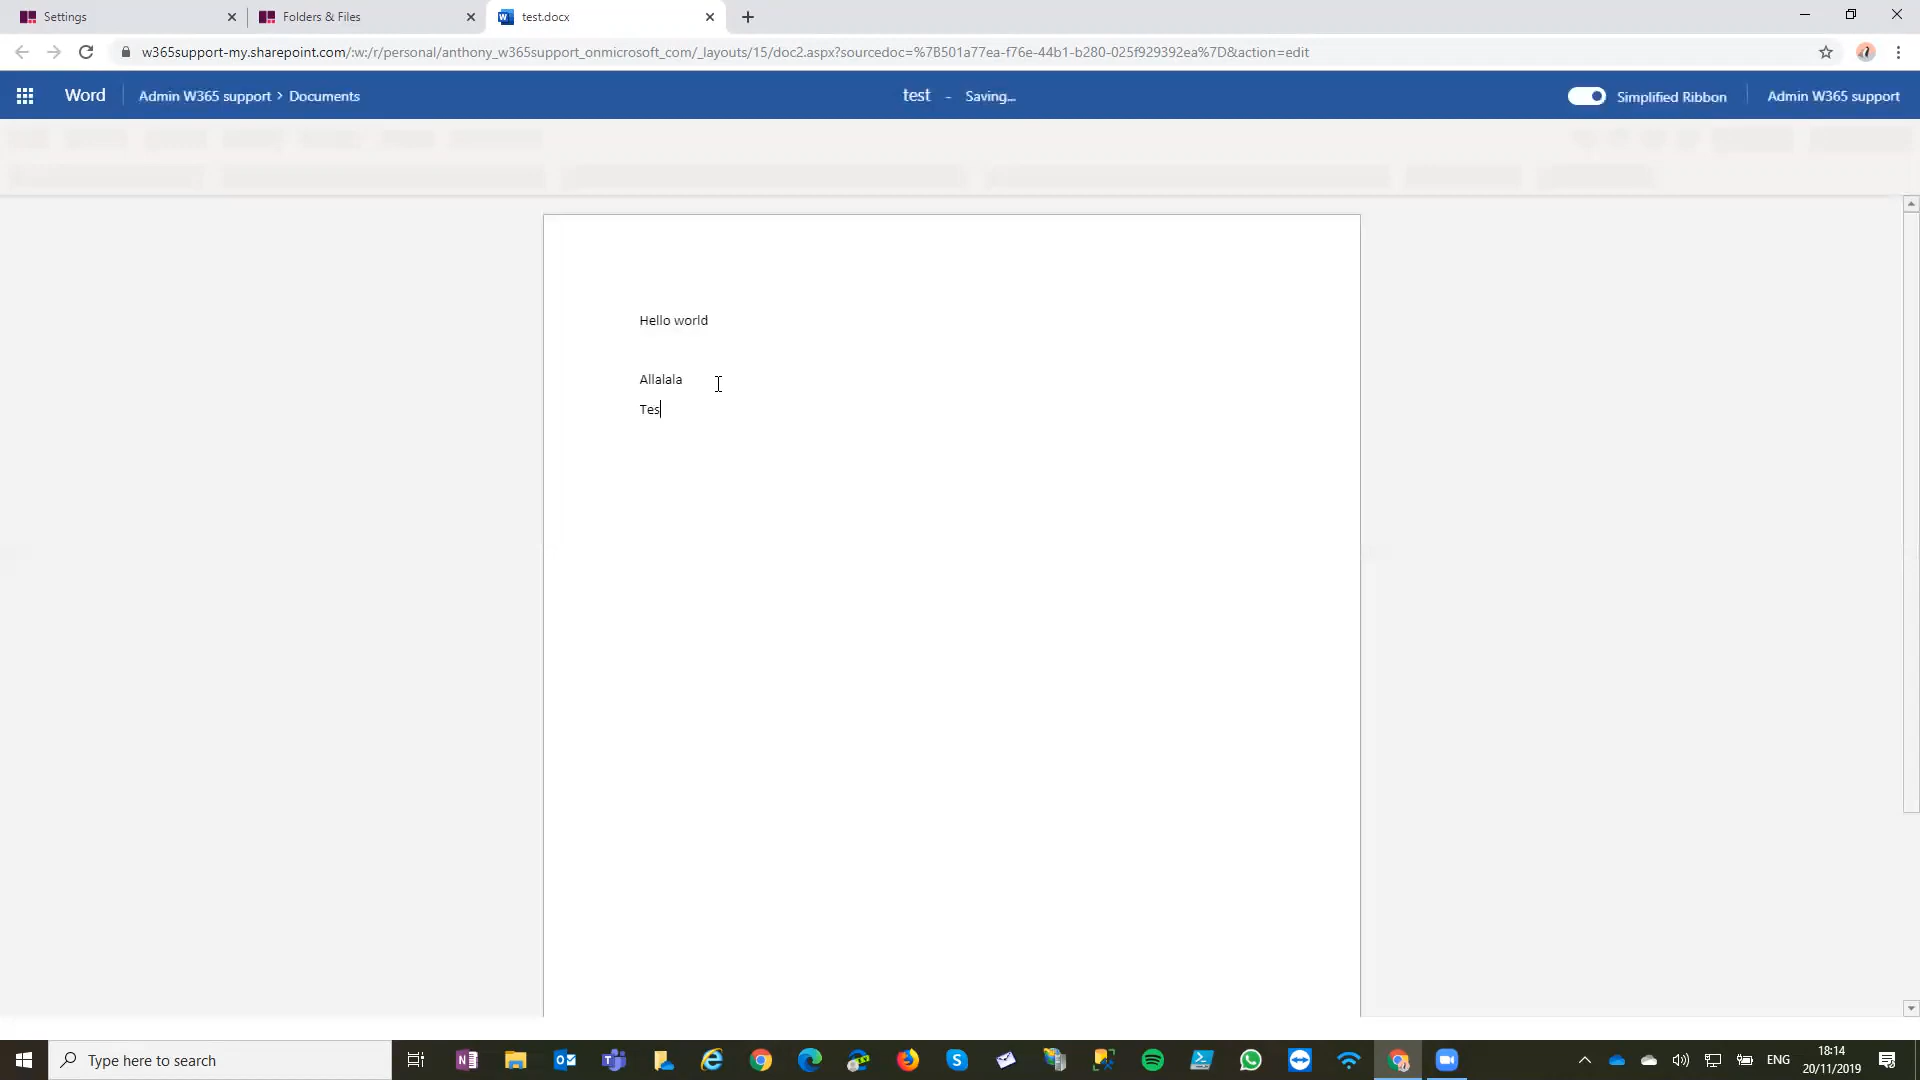 Settings
Folders & Files
test.docx
w365support-my.sharepoint.com/:w:/r/personal/anthony_w365support_onmicrosoft_com/_layouts/15/doc2.aspx?sourcedoc=%7B501a77ea-f76e-44b1-b280-025f929392ea%7D&action=edit
Word
Admin W365 support > Documents
test - Saving...
Simplified Ribbon
Admin W365 support
Hello world
Allalala
Tes
Type here to search
ENG
18:14
20/11/2019